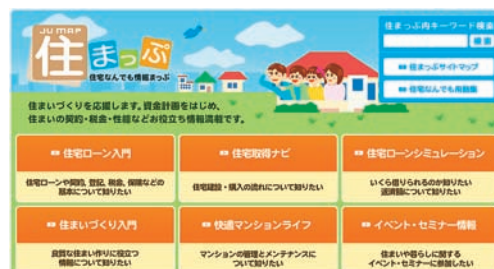 JU MAP
住まっぷ
住宅なんでも情報まっぷ
住まっぷ内キーワード検索
検索
住まっぷサイトマップ
住宅なんでも用語集
住まいづくりを応援します。資金計画をはじめ、
住まいの契約・税金・性能などお役立ち情報満載です。
住宅ローン入門
住宅取得ナビ
住宅ローンシミュレーション
住宅ローンや契約、登記、税金、保険などの
基本について知りたい
住宅建設・購入の流れについて知りたい
いくら借りられるのか知りたい
返済額について知りたい
住まいづくり入門
快適マンションライフ
イベント・セミナー情報
良質な住まい作りに役立つ
情報について知りたい
マンションの管理とメンテナンスに
ついて知りたい
住まいや暮らしに関する
イベント・セミナーに参加したい